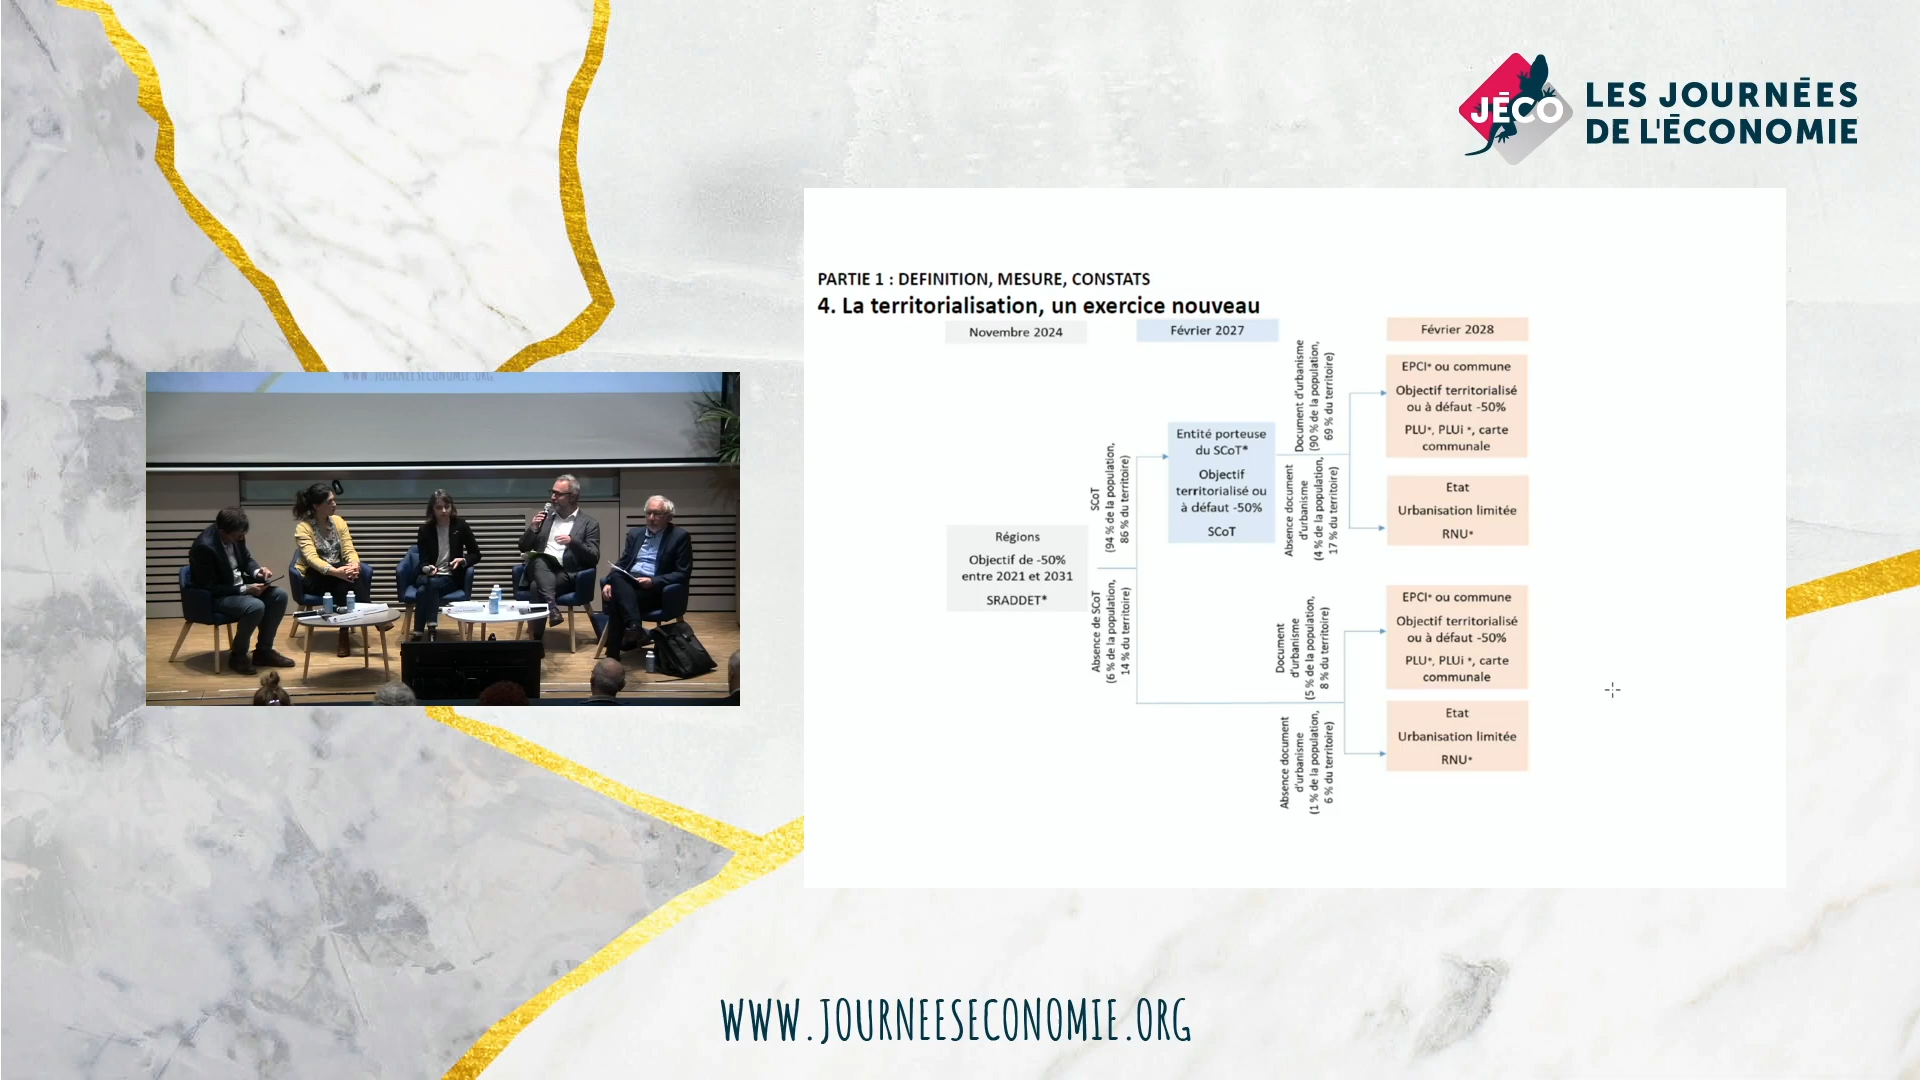 JÉCO
LES JOURNÉES
DE L'ÉCONOMIE
PARTIE 1 : DEFINITION, MESURE, CONSTATS
4. La territorialisation, un exercice nouveau
Novembre 2024
Février 2027
Février 2028
Régions
Objectif de -50%
entre 2021 et 2031
SRADDET*
SCoT
(94 % de la population,
86 % du territoire)
Absence de SCoT
(6 % de la population,
14 % du territoire)
Entité porteuse
du SCoT*
Objectif
territorialisé ou
à défaut -50%
SCoT
Document d'urbanisme
(90 % de la population,
69 % du territoire)
Absence document
d'urbanisme
(4 % de la population,
17 % du territoire)
Document
d'urbanisme
(5 % de la population,
8 % du territoire)
Absence document
d'urbanisme
(1 % de la population,
6 % du territoire)
EPCI* ou commune
Objectif territorialisé
ou à défaut -50%
PLU*, PLUi *, carte
communale
Etat
Urbanisation limitée
RNU*
EPCI* ou commune
Objectif territorialisé
ou à défaut -50%
PLU*, PLUi *, carte
communale
Etat
Urbanisation limitée
RNU*
WWW.JOURNEESECONOMIE.ORG
WWW.JOURNEESECONOMIE.ORG